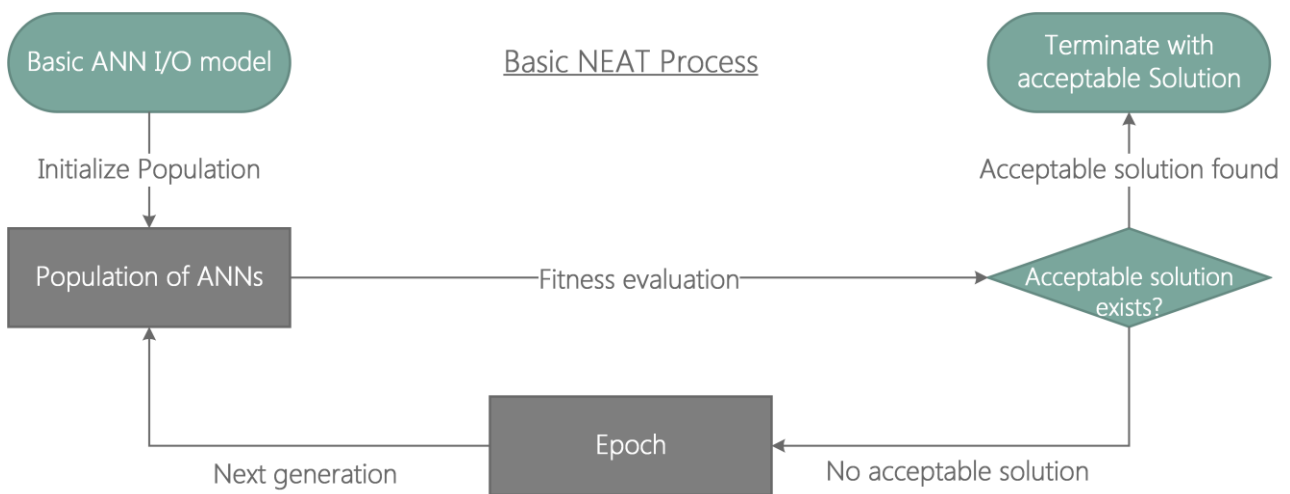 Basic ANN I/O model
Basic NEAT Process
Terminate with
acceptable Solution
Initialize Population
Acceptable solution found
Population of ANNs
Fitness evaluation
Acceptable solution
exists?
Epoch
Next generation
No acceptable solution